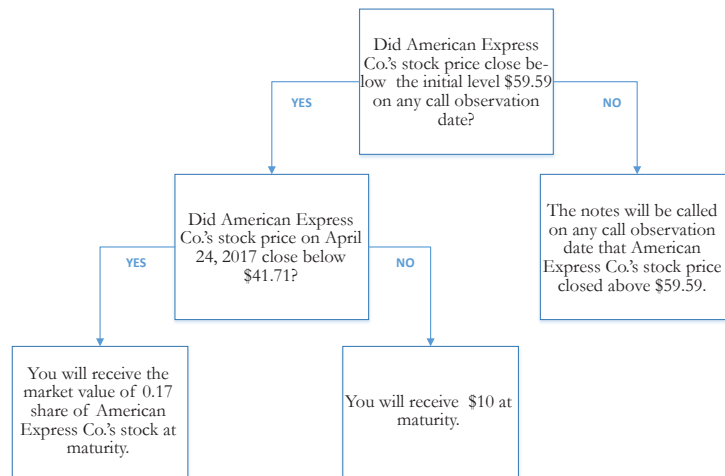 Did American Express
Co.'s stock price close be-
low the initial level $59.59
on any call observation
date?
YES
NO
Did American Express
Co.'s stock price on April
24, 2017 close below
$41.71?
The notes will be called
on any call observation
date that American
Express Co.'s stock price
closed above $59.59.
YES
NO
You will receive the
market value of 0.17
share of American
Express Co.'s stock at
maturity.
You will receive $10 at
maturity.